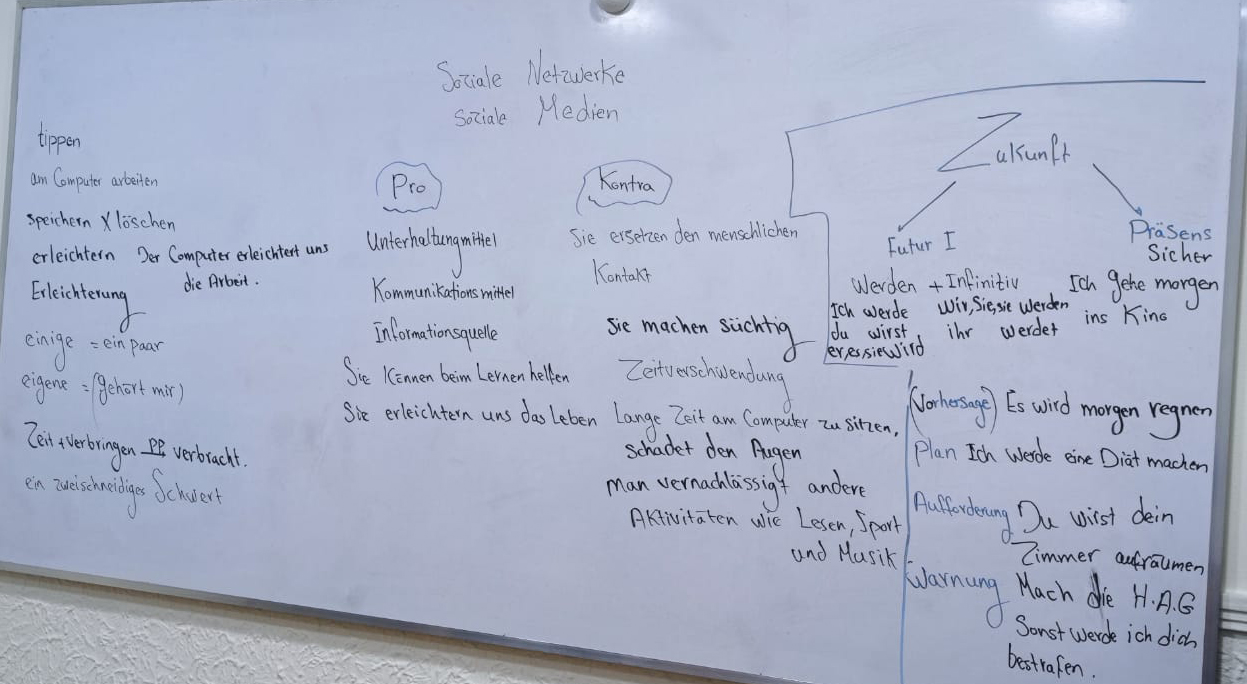 Soziale Netzwerke
Soziale Medien
tippen
am Computer arbeiten
speichern X löschen
erleichtern Der Computer erleichtert uns
die Arbeit.
Erleichterung
einige = ein paar
eigene = (gehört mir)
Zeit + verbringen PP verbracht.
ein zweischneidiges Schwert
Pro
Unterhaltungmittel
Kommunikationsmittel
Informationsquelle
Sie können beim Lernen helfen
Sie erleichtern uns das Leben
Kontra
Sie ersetzen den menschlichen
Kontakt
Sie machen süchtig
Zeitverschwendung
Lange Zeit am Computer zu sitzen,
schadet den Augen
man vernachlässigt andere
Aktivitäten wie Lesen, Sport
und Musik
Zukunft
Futur I
Werden + Infinitiv
Ich werde Wir, Sie, sie werden
du wirst ihr werdet
er, es, sie wird
Präsens
Sicher
Ich gehe morgen
ins Kino
(Vorhersage) Es wird morgen regnen
Plan Ich werde eine Diät machen
Aufforderung Du wirst dein
Zimmer aufräumen
Warnung Mach die H.A.G
Sonst werde ich dich
bestrafen.